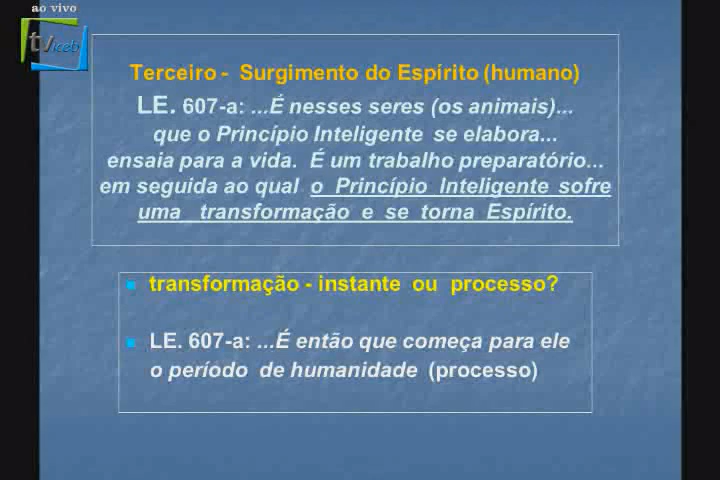 ao vivo
tviceb
Terceiro - Surgimento do Espírito (humano)
LE. 607-a: ...É nesses seres (os animais)...
que o Princípio Inteligente se elabora...
ensaia para a vida. É um trabalho preparatório...
em seguida ao qual o Princípio Inteligente sofre
uma transformação e se torna Espírito.
transformação - instante ou processo?
LE. 607-a: ...É então que começa para ele
o período de humanidade (processo)